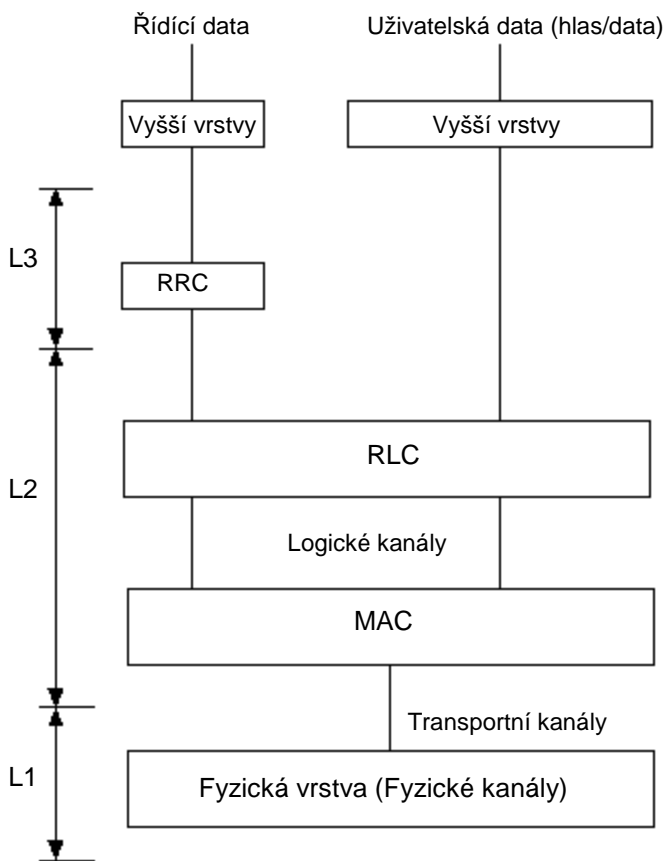 Řídící data
Uživatelská data (hlas/data)
Vyšší vrstvy
Vyšší vrstvy
L3
RRC
RLC
L2
Logické kanály
MAC
Transportní kanály
L1
Fyzická vrstva (Fyzické kanály)